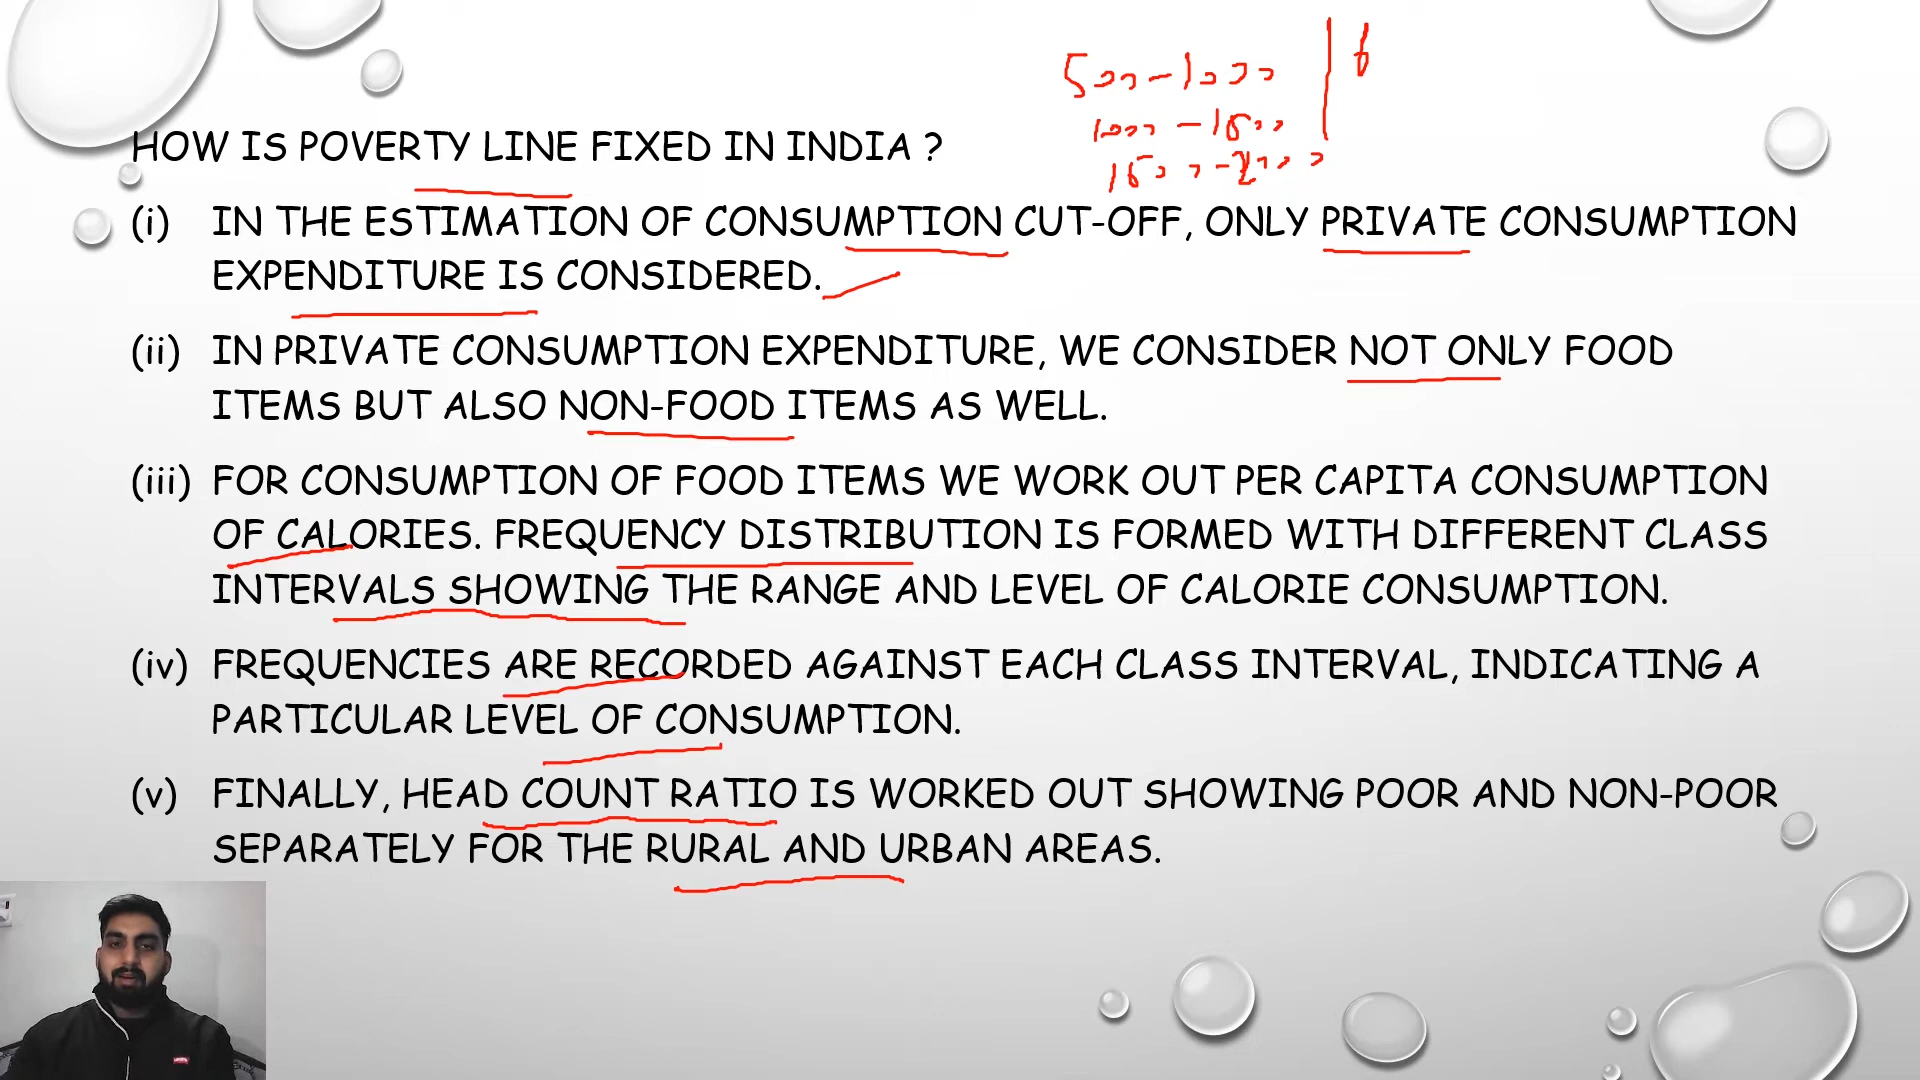 500-1000 f
1000-1500
1500-2000
HOW IS POVERTY LINE FIXED IN INDIA ?
(i) IN THE ESTIMATION OF CONSUMPTION CUT-OFF, ONLY PRIVATE CONSUMPTION
EXPENDITURE IS CONSIDERED.
(ii) IN PRIVATE CONSUMPTION EXPENDITURE, WE CONSIDER NOT ONLY FOOD
ITEMS BUT ALSO NON-FOOD ITEMS AS WELL.
(iii) FOR CONSUMPTION OF FOOD ITEMS WE WORK OUT PER CAPITA CONSUMPTION
OF CALORIES. FREQUENCY DISTRIBUTION IS FORMED WITH DIFFERENT CLASS
INTERVALS SHOWING THE RANGE AND LEVEL OF CALORIE CONSUMPTION.
(iv) FREQUENCIES ARE RECORDED AGAINST EACH CLASS INTERVAL, INDICATING A
PARTICULAR LEVEL OF CONSUMPTION.
(v) FINALLY, HEAD COUNT RATIO IS WORKED OUT SHOWING POOR AND NON-POOR
SEPARATELY FOR THE RURAL AND URBAN AREAS.